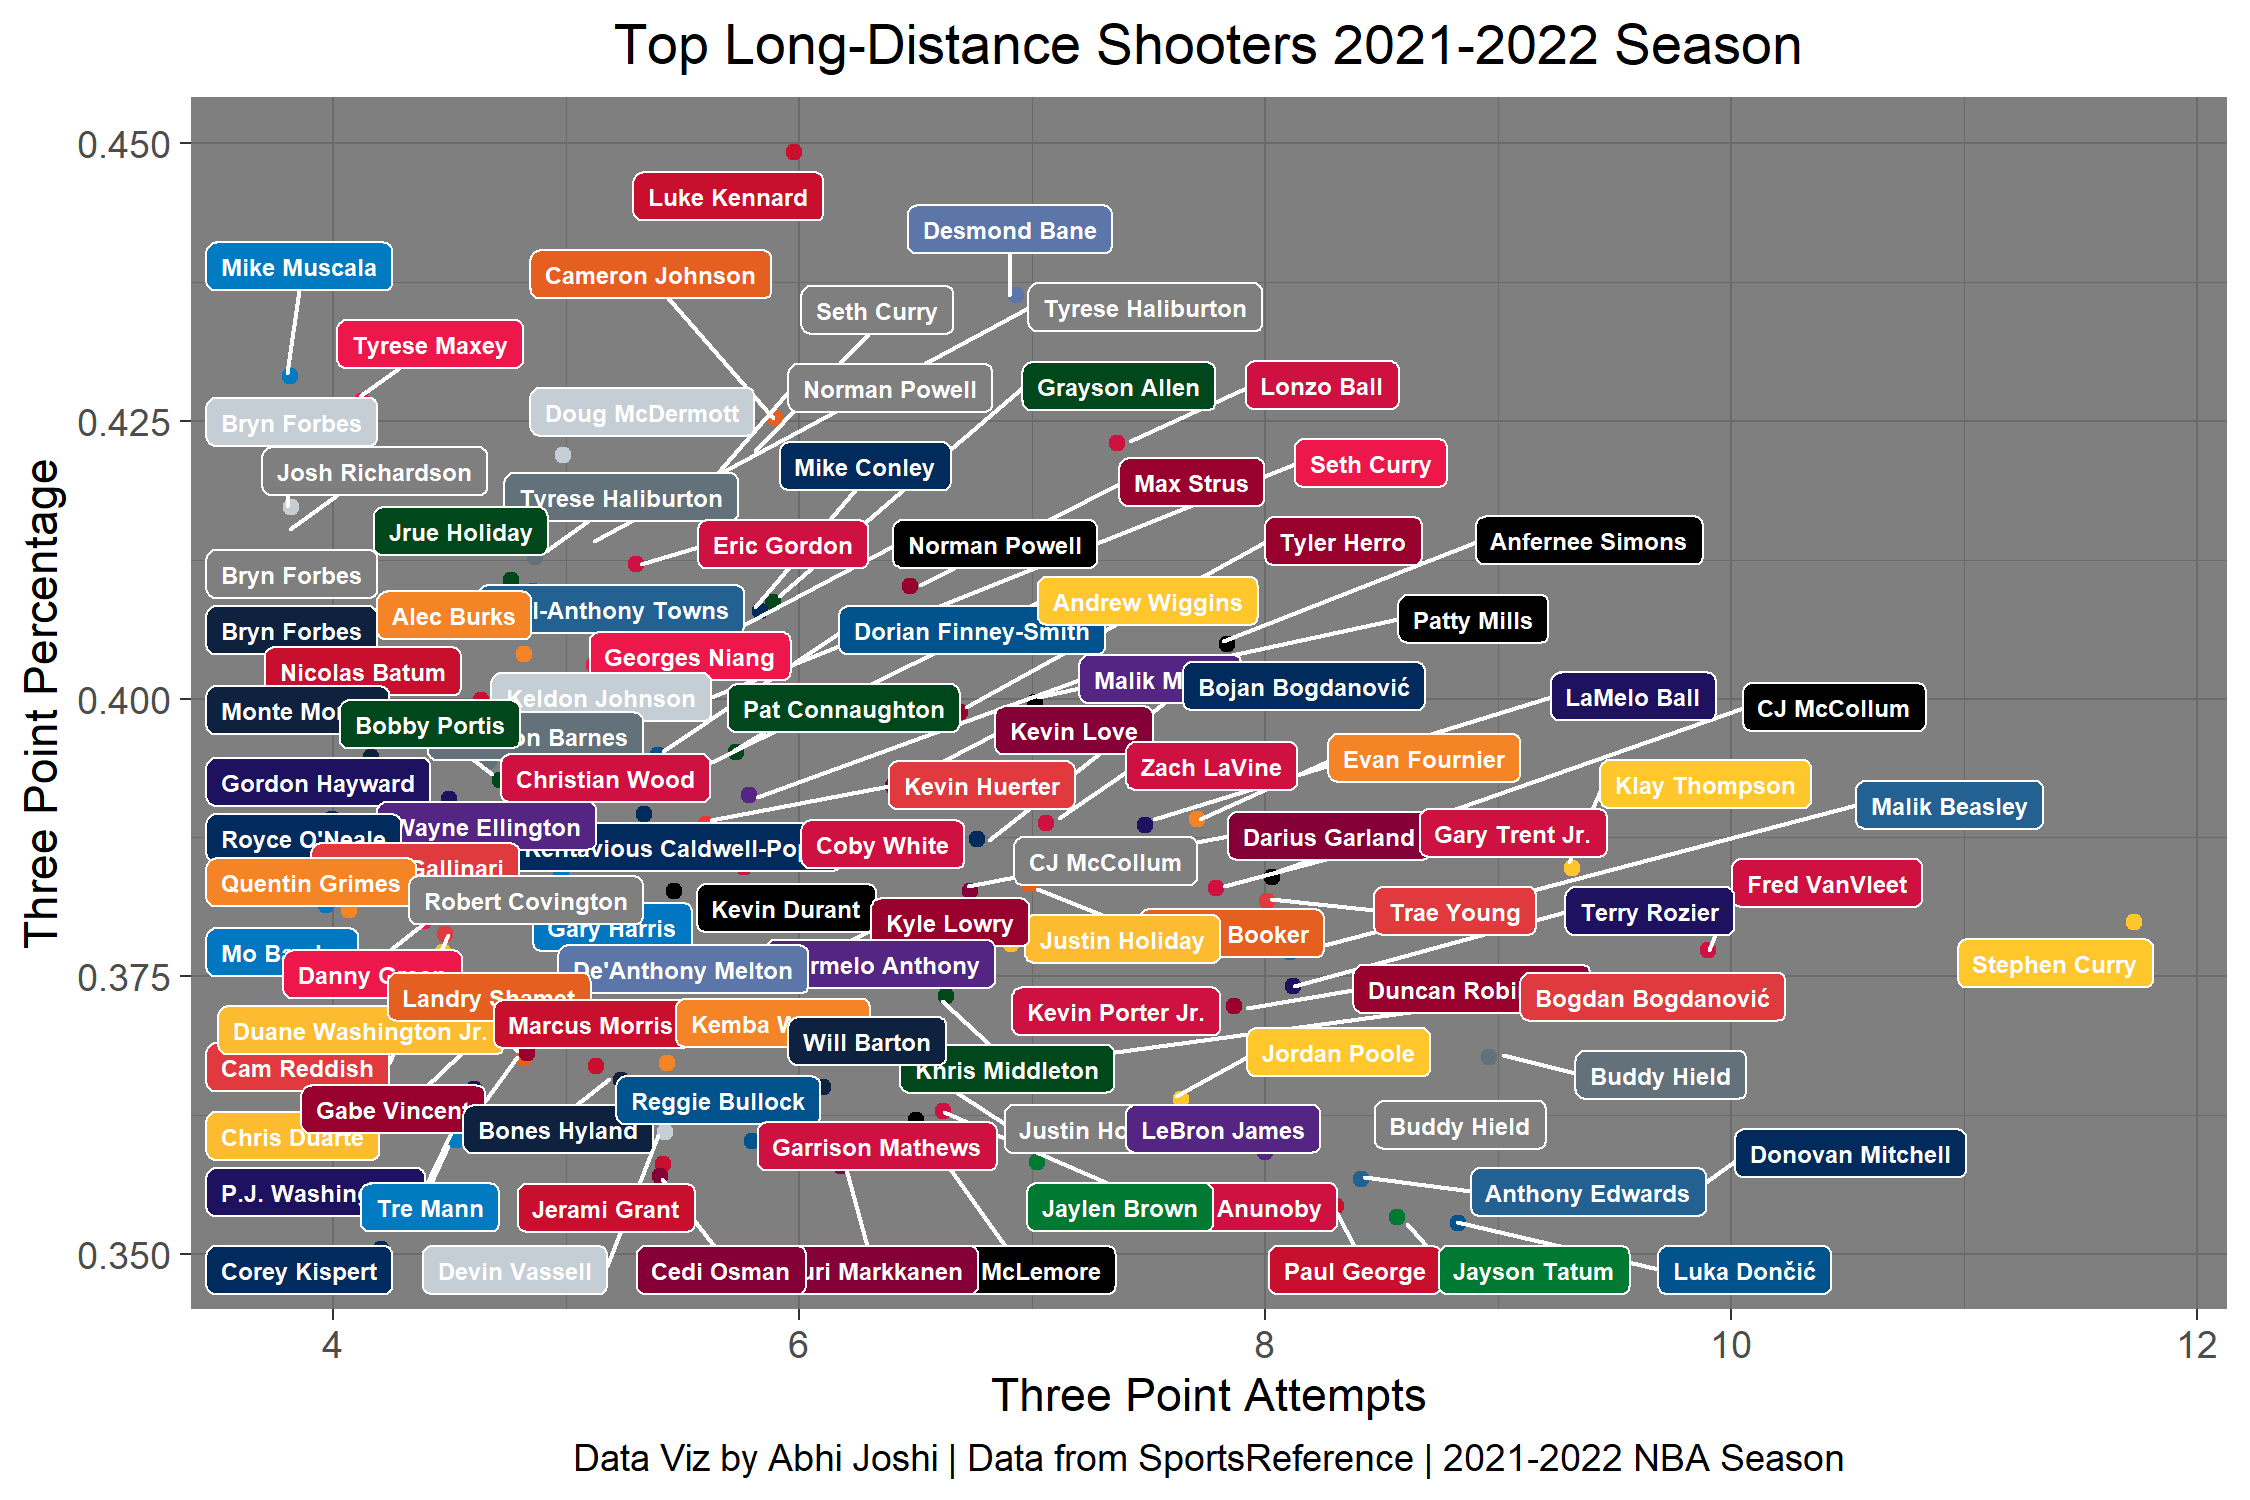 Top Long-Distance Shooters 2021-2022 Season
Three Point Percentage
0.450
0.425
0.400
0.375
0.350
Luke Kennard
Desmond Bane
Mike Muscala
Cameron Johnson
Seth Curry
Tyrese Haliburton
Tyrese Maxey
Norman Powell
Grayson Allen
Lonzo Ball
Bryn Forbes
Doug McDermott
Josh Richardson
Mike Conley
Seth Curry
Tyrese Haliburton
Max Strus
Jrue Holiday
Eric Gordon
Norman Powell
Tyler Herro
Anfernee Simons
Bryn Forbes
Alec Burks
l-Anthony Towns
Andrew Wiggins
Bryn Forbes
Dorian Finney-Smith
Patty Mills
Nicolas Batum
Georges Niang
Malik M
Bojan Bogdanović
Keldon Johnson
LaMelo Ball
CJ McCollum
Monte Mor
Bobby Portis
Pat Connaughton
on Barnes
Kevin Love
Gordon Hayward
Christian Wood
Kevin Huerter
Zach LaVine
Evan Fournier
Klay Thompson
Malik Beasley
Royce O'Neale
Wayne Ellington
Kentavious Caldwell-Po
Coby White
Darius Garland
Gary Trent Jr.
Gallinari
CJ McCollum
Quentin Grimes
Robert Covington
Kevin Durant
Fred VanVleet
Gary Harris
Kyle Lowry
Trae Young
Terry Rozier
Mo Ba
Justin Holiday
Booker
Danny Green
De'Anthony Melton
rmelo Anthony
Stephen Curry
Landry Shamet
Duncan Robi
Bogdan Bogdanović
Duane Washington Jr.
Marcus Morris
Kemba W
Will Barton
Kevin Porter Jr.
Jordan Poole
Cam Reddish
Khris Middleton
Buddy Hield
Gabe Vincent
Reggie Bullock
Chris Duarte
Bones Hyland
Garrison Mathews
Justin Ho
LeBron James
Buddy Hield
Donovan Mitchell
P.J. Washing
Tre Mann
Jerami Grant
Jaylen Brown
Anunoby
Anthony Edwards
Corey Kispert
Devin Vassell
Cedi Osman
uri Markkanen
McLemore
Paul George
Jayson Tatum
Luka Dončić
4
6
8
10
12
Three Point Attempts
Data Viz by Abhi Joshi | Data from SportsReference | 2021-2022 NBA Season